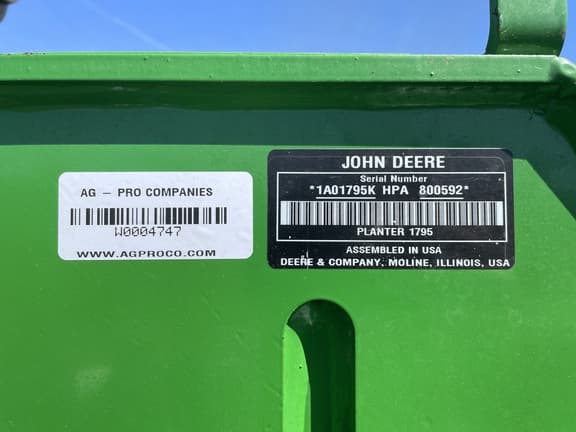 AG – PRO COMPANIES
W0004747
WWW.AGPROCO.COM
JOHN DEERE
Serial Number
*1A01795K HPA 800592*
PLANTER 1795
ASSEMBLED IN USA
DEERE & COMPANY, MOLINE, ILLINOIS, USA